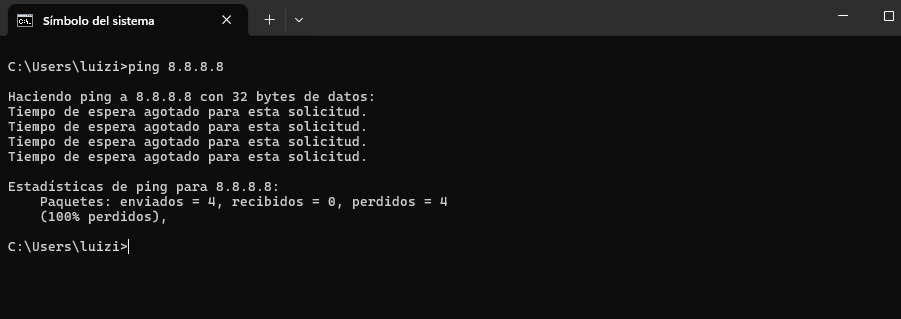 Símbolo del sistema
C:\Users\luizi>ping 8.8.8.8
Haciendo ping a 8.8.8.8 con 32 bytes de datos:
Tiempo de espera agotado para esta solicitud.
Tiempo de espera agotado para esta solicitud.
Tiempo de espera agotado para esta solicitud.
Tiempo de espera agotado para esta solicitud.
Estadísticas de ping para 8.8.8.8:
    Paquetes: enviados = 4, recibidos = 0, perdidos = 4
    (100% perdidos),
C:\Users\luizi>